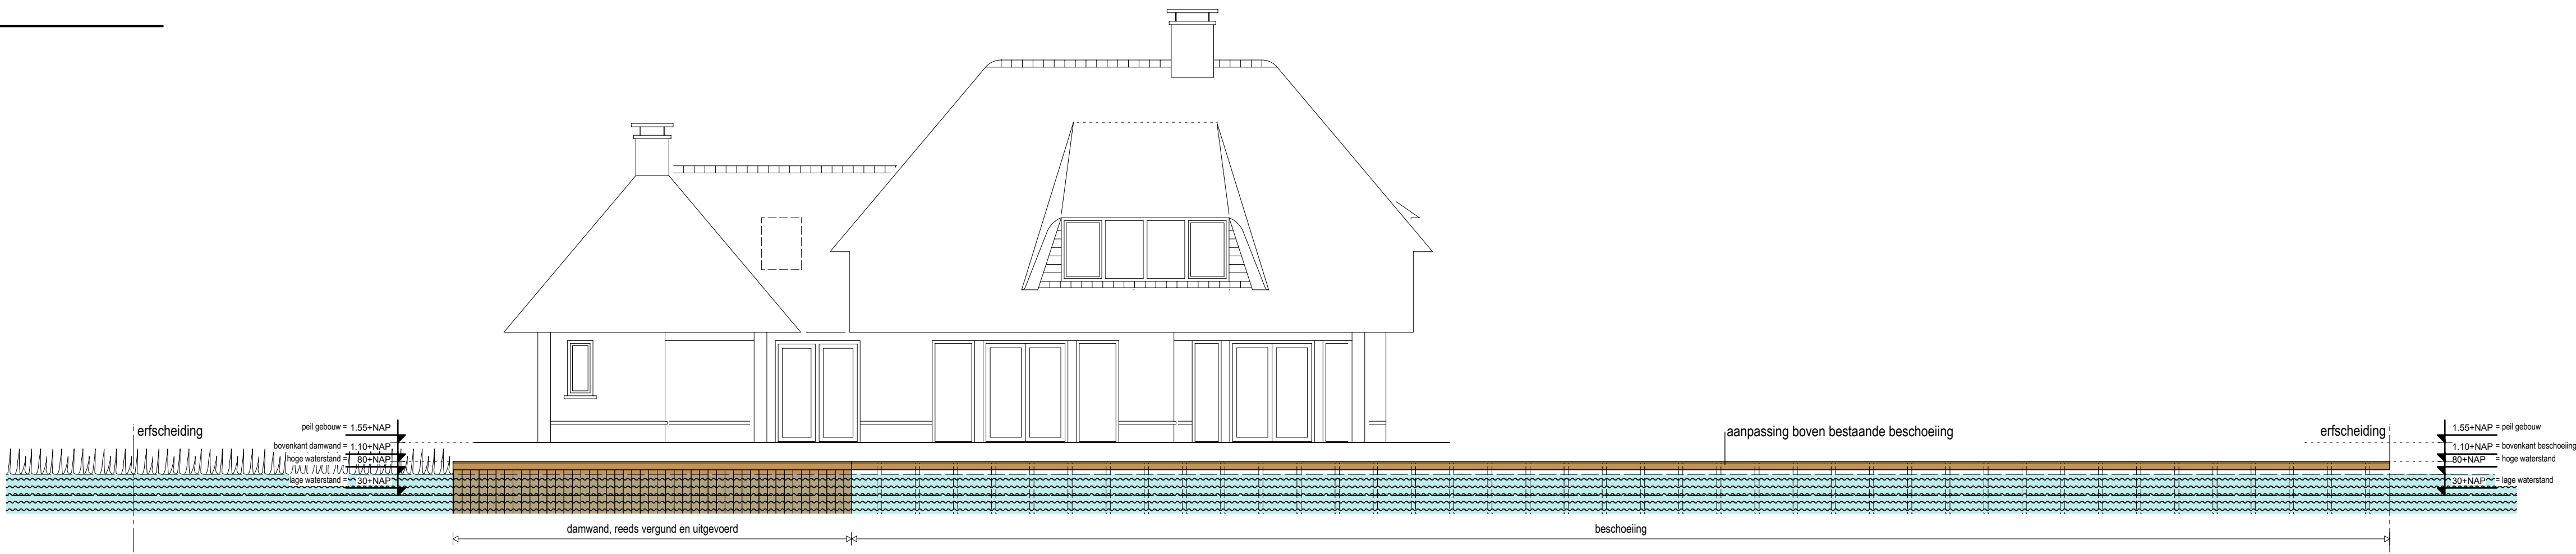 erfscheiding
peil gebouw = 1.55+NAP
bovenkant damwand = 1.10+NAP
hoge waterstand = 80+NAP
lage waterstand = 30+NAP
aanpassing boven bestaande beschoeiing
erfscheiding
1.55+NAP = peil gebouw
1.10+NAP = bovenkant beschoeiing
80+NAP = hoge waterstand
30+NAP = lage waterstand
damwand, reeds vergund en uitgevoerd
beschoeiing